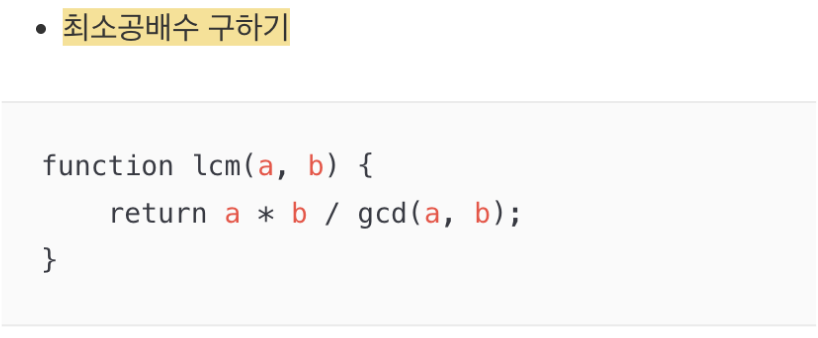 • 최소공배수 구하기
function lcm(a, b) {
    return a * b / gcd(a, b);
}